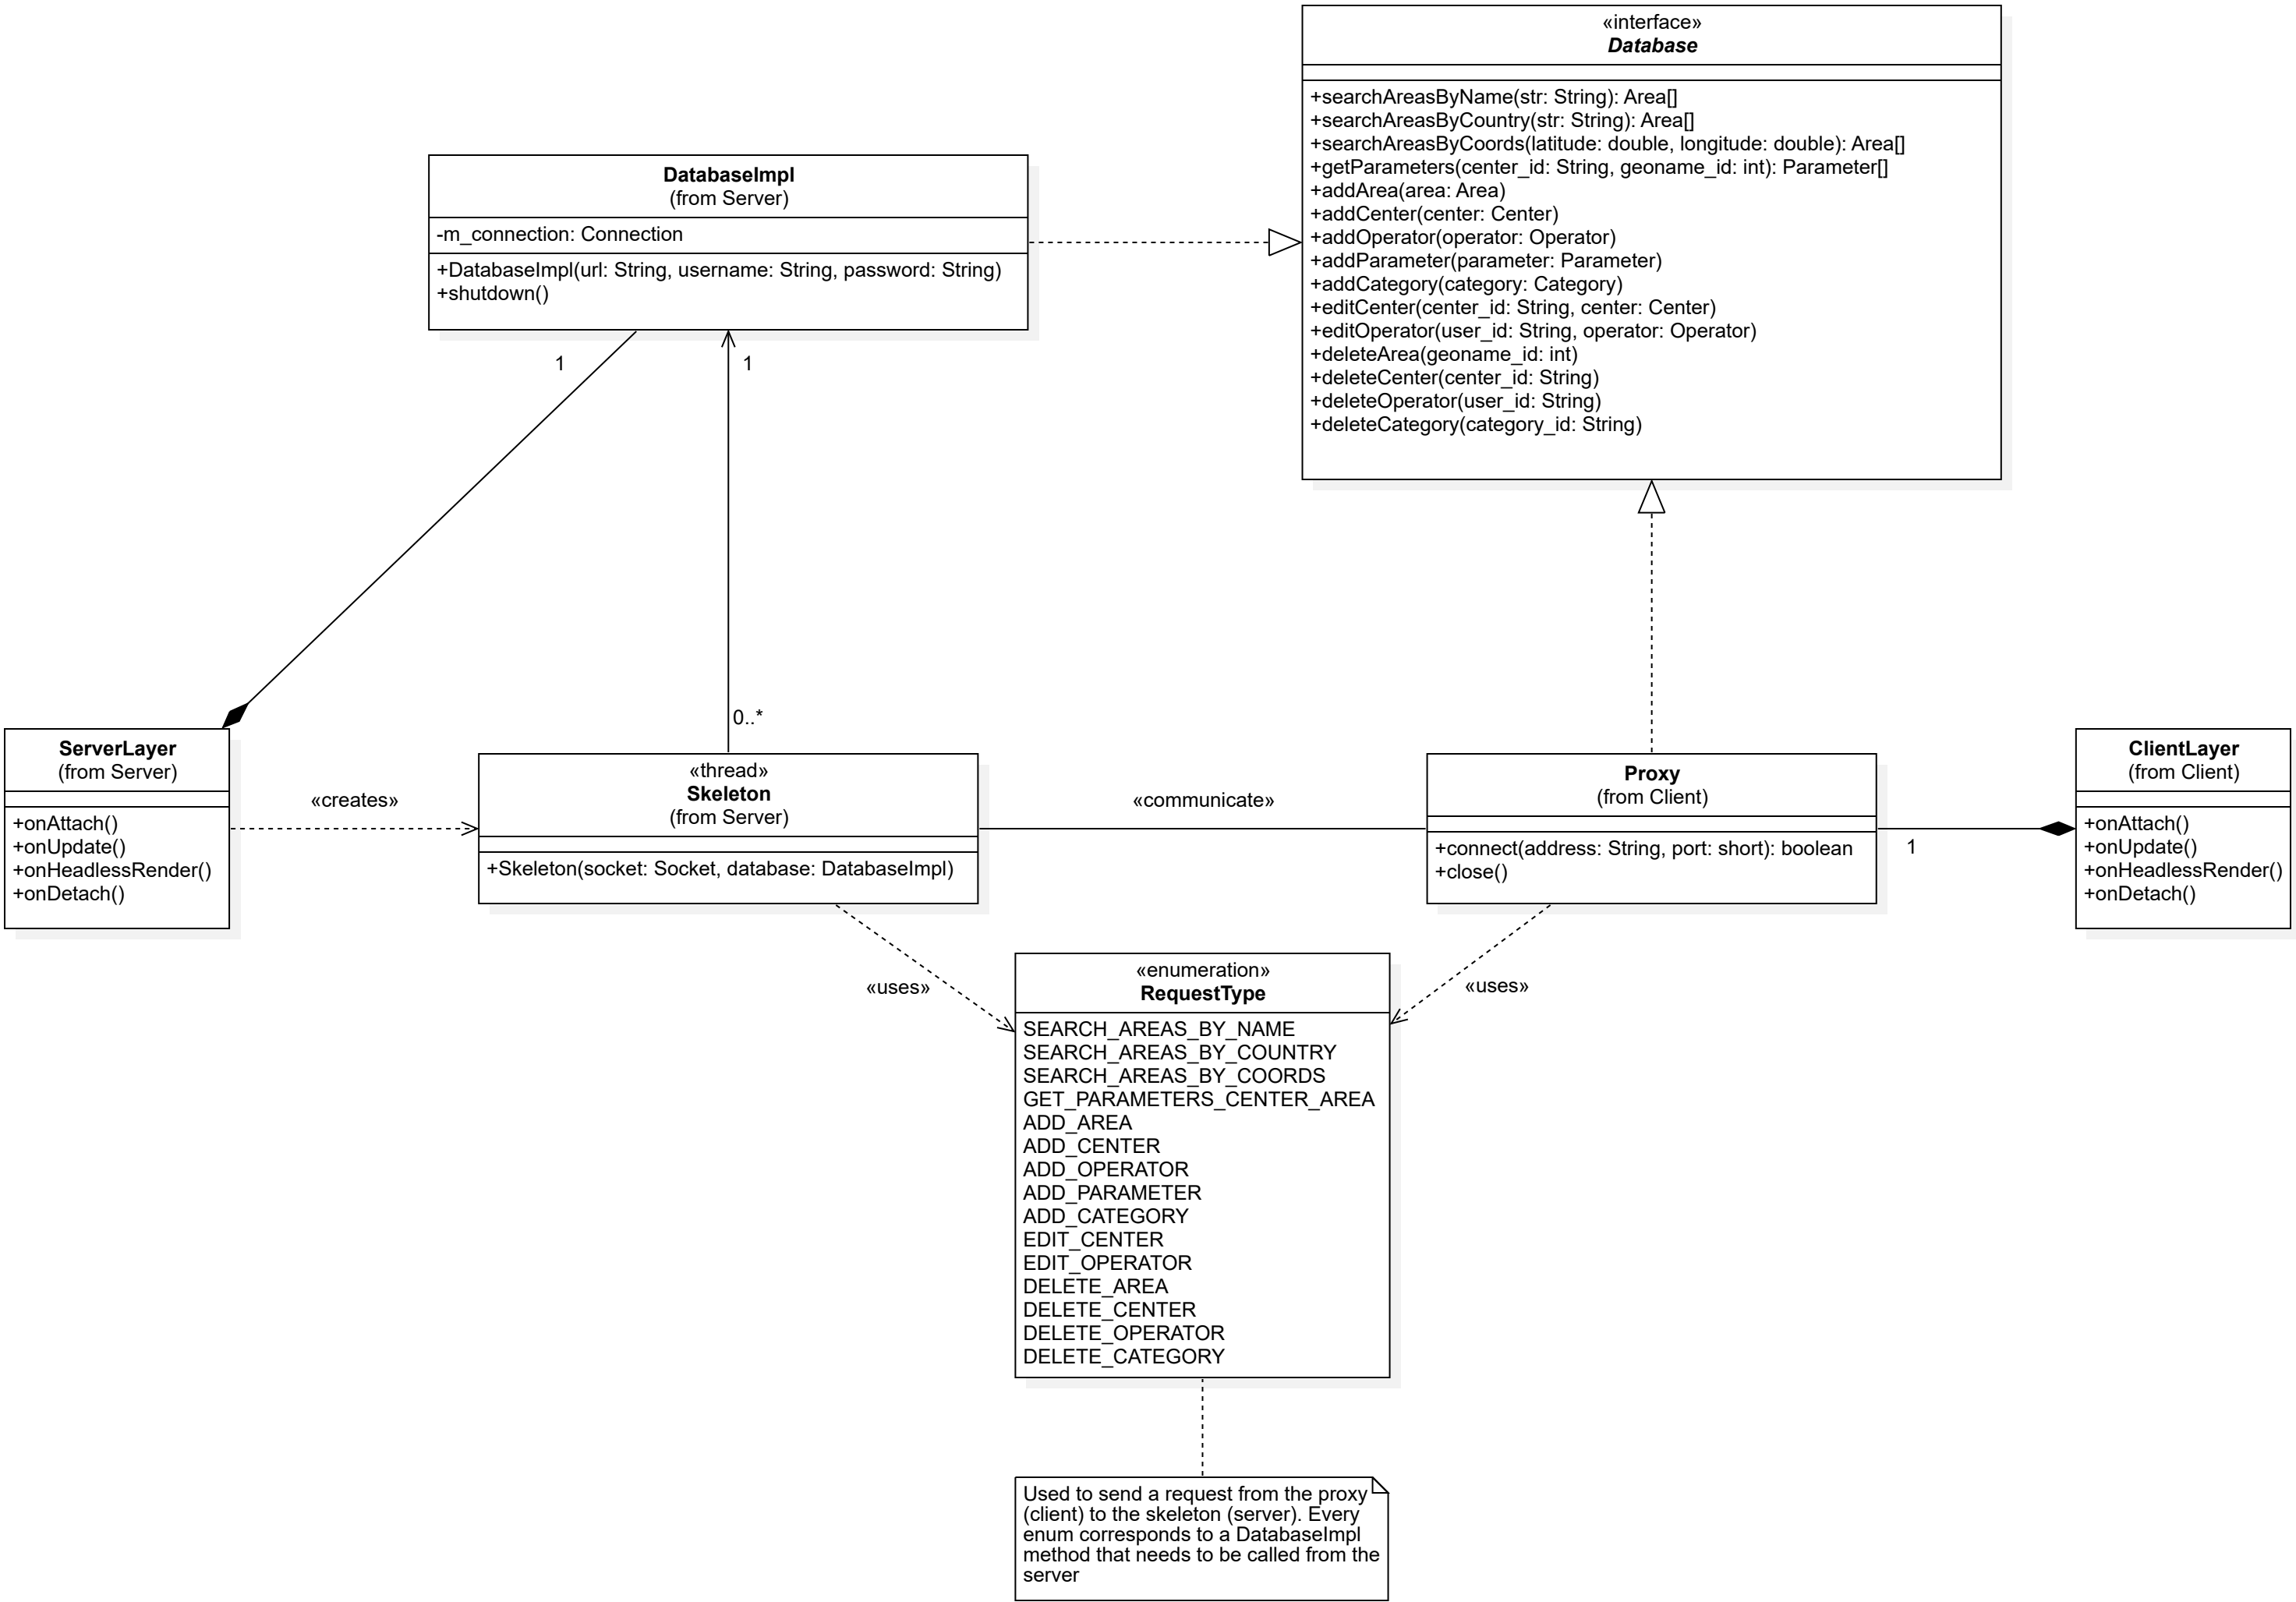 «interface»
Database
+searchAreasByName(str: String): Area[]
+searchAreasByCountry(str: String): Area[]
+searchAreasByCoords(latitude: double, longitude: double): Area[]
+getParameters(center_id: String, geoname_id: int): Parameter[]
+addArea(area: Area)
+addCenter(center: Center)
+addOperator(operator: Operator)
+addParameter(parameter: Parameter)
+addCategory(category: Category)
+editCenter(center_id: String, center: Center)
+editOperator(user_id: String, operator: Operator)
+deleteArea(geoname_id: int)
+deleteCenter(center_id: String)
+deleteOperator(user_id: String)
+deleteCategory(category_id: String)
DatabaseImpl
(from Server)
-m_connection: Connection
+DatabaseImpl(url: String, username: String, password: String)
+shutdown()
1
1
0..*
ServerLayer
(from Server)
+onAttach()
+onUpdate()
+onHeadlessRender()
+onDetach()
«creates»
«thread»
Skeleton
(from Server)
+Skeleton(socket: Socket, database: DatabaseImpl)
«communicate»
Proxy
(from Client)
+connect(address: String, port: short): boolean
+close()
1
ClientLayer
(from Client)
+onAttach()
+onUpdate()
+onHeadlessRender()
+onDetach()
«uses»
«uses»
«enumeration»
RequestType
SEARCH_AREAS_BY_NAME
SEARCH_AREAS_BY_COUNTRY
SEARCH_AREAS_BY_COORDS
GET_PARAMETERS_CENTER_AREA
ADD_AREA
ADD_CENTER
ADD_OPERATOR
ADD_PARAMETER
ADD_CATEGORY
EDIT_CENTER
EDIT_OPERATOR
DELETE_AREA
DELETE_CENTER
DELETE_OPERATOR
DELETE_CATEGORY
Used to send a request from the proxy
(client) to the skeleton (server). Every
enum corresponds to a DatabaseImpl
method that needs to be called from the
server